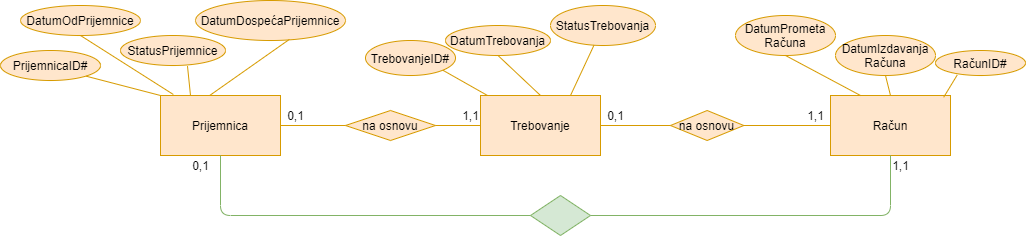 DatumOdPrijemnice
DatumDospećaPrijemnice
StatusPrijemnice
PrijemnicaID#
StatusTrebovanja
DatumTrebovanja
TrebovanjeID#
DatumPrometa
Računa
DatumIzdavanja
Računa
RačunID#
Prijemnica
0,1
na osnovu
1,1
Trebovanje
0,1
na osnovu
1,1
Račun
0,1
1,1